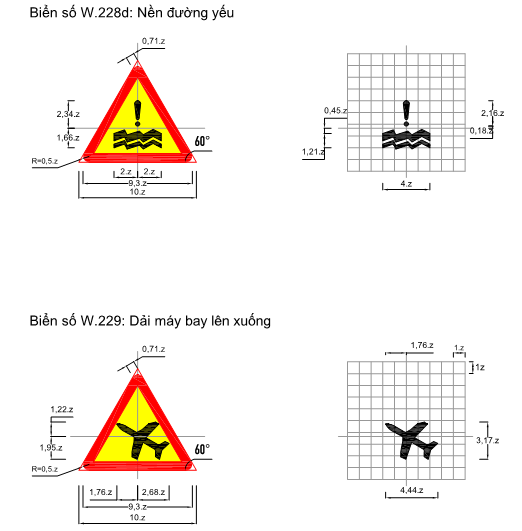 Biển số W.228d: Nền đường yếu
0,71.z
2,34.z
1,66.z
60°
R=0,5.z
2.z 2.z
9,3.z
10.z
0,45.z
2,16.z
0,18.z
1,21.z
4.z
Biển số W.229: Dải máy bay lên xuống
0,71.z
1,22.z
1,95.z
60°
R=0,5.z
1,76.z 2,68.z
9,3.z
10.z
1,76.z 1.z
1z
3,17.z
4,44.z